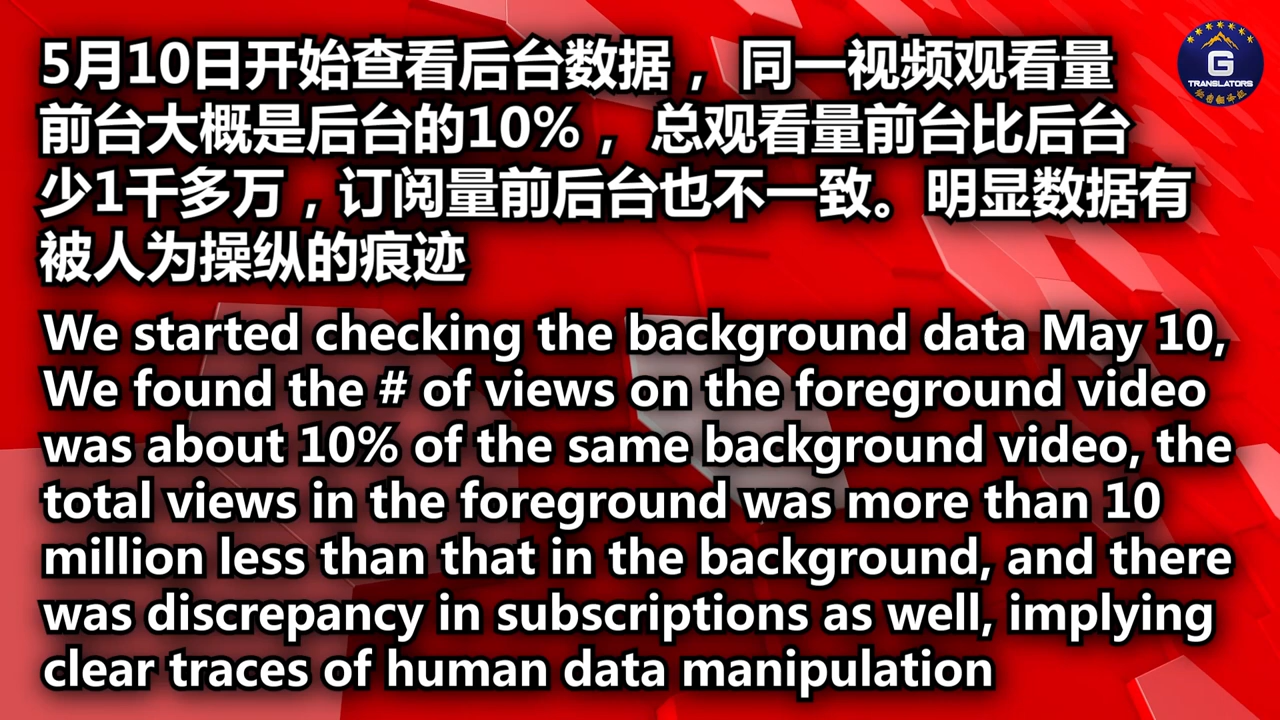 5月10日开始查看后台数据， 同一视频观看量
前台大概是后台的10%， 总观看量前台比后台
少1千多万，订阅量前后台也不一致。明显数据有
被人为操纵的痕迹
We started checking the background data May 10,
We found the # of views on the foreground video
was about 10% of the same background video, the
total views in the foreground was more than 10
million less than that in the background, and there
was discrepancy in subscriptions as well, implying
clear traces of human data manipulation
G
TRANSLATORS